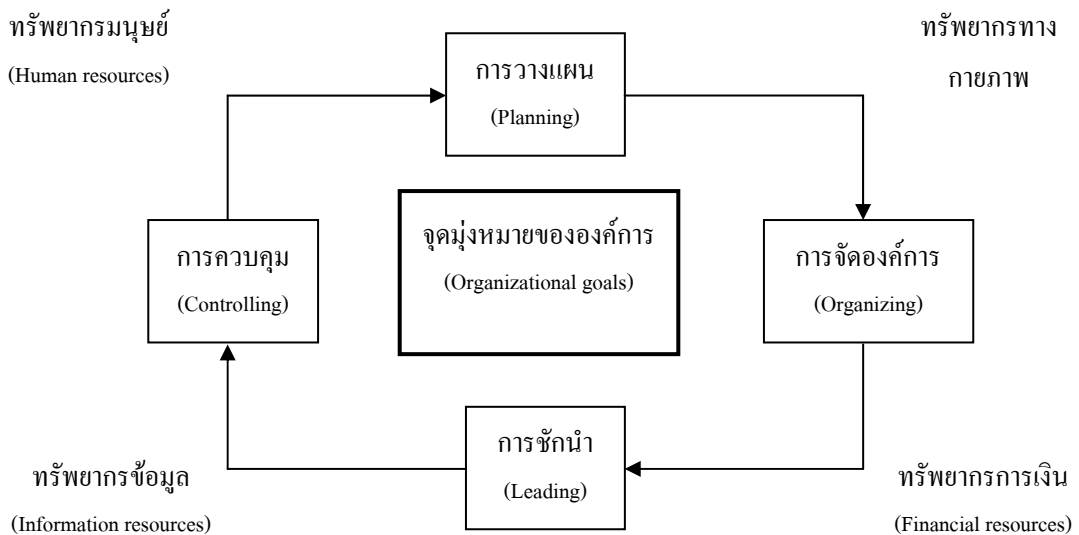 ทรัพยากรมนุษย์
(Human resources)
การวางแผน
(Planning)
ทรัพยากรทาง
กายภาพ
การควบคุม
(Controlling)
จุดมุ่งหมายขององค์การ
(Organizational goals)
การจัดองค์การ
(Organizing)
ทรัพยากรข้อมูล
(Information resources)
การชักนำ
(Leading)
ทรัพยากรการเงิน
(Financial resources)